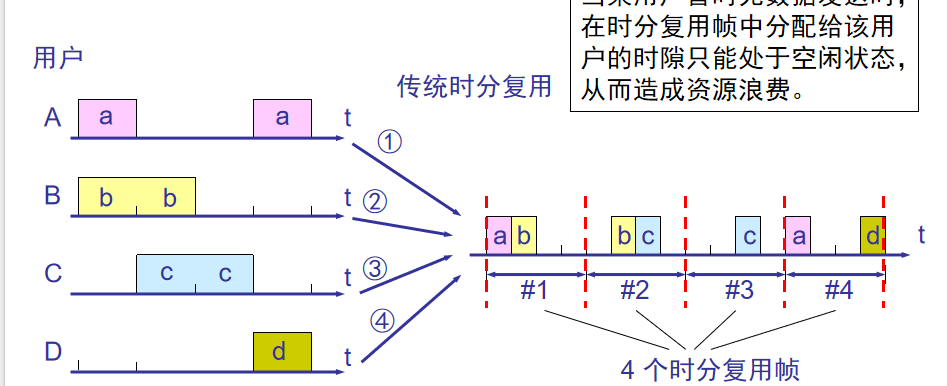 在时分复用帧中分配给该用
户的时隙只能处于空闲状态，
从而造成资源浪费。
用户
传统时分复用
A a a t
①
B b b t
②
C c c t
③
D d t
④
a b b c c a d t
#1 #2 #3 #4
4 个时分复用帧